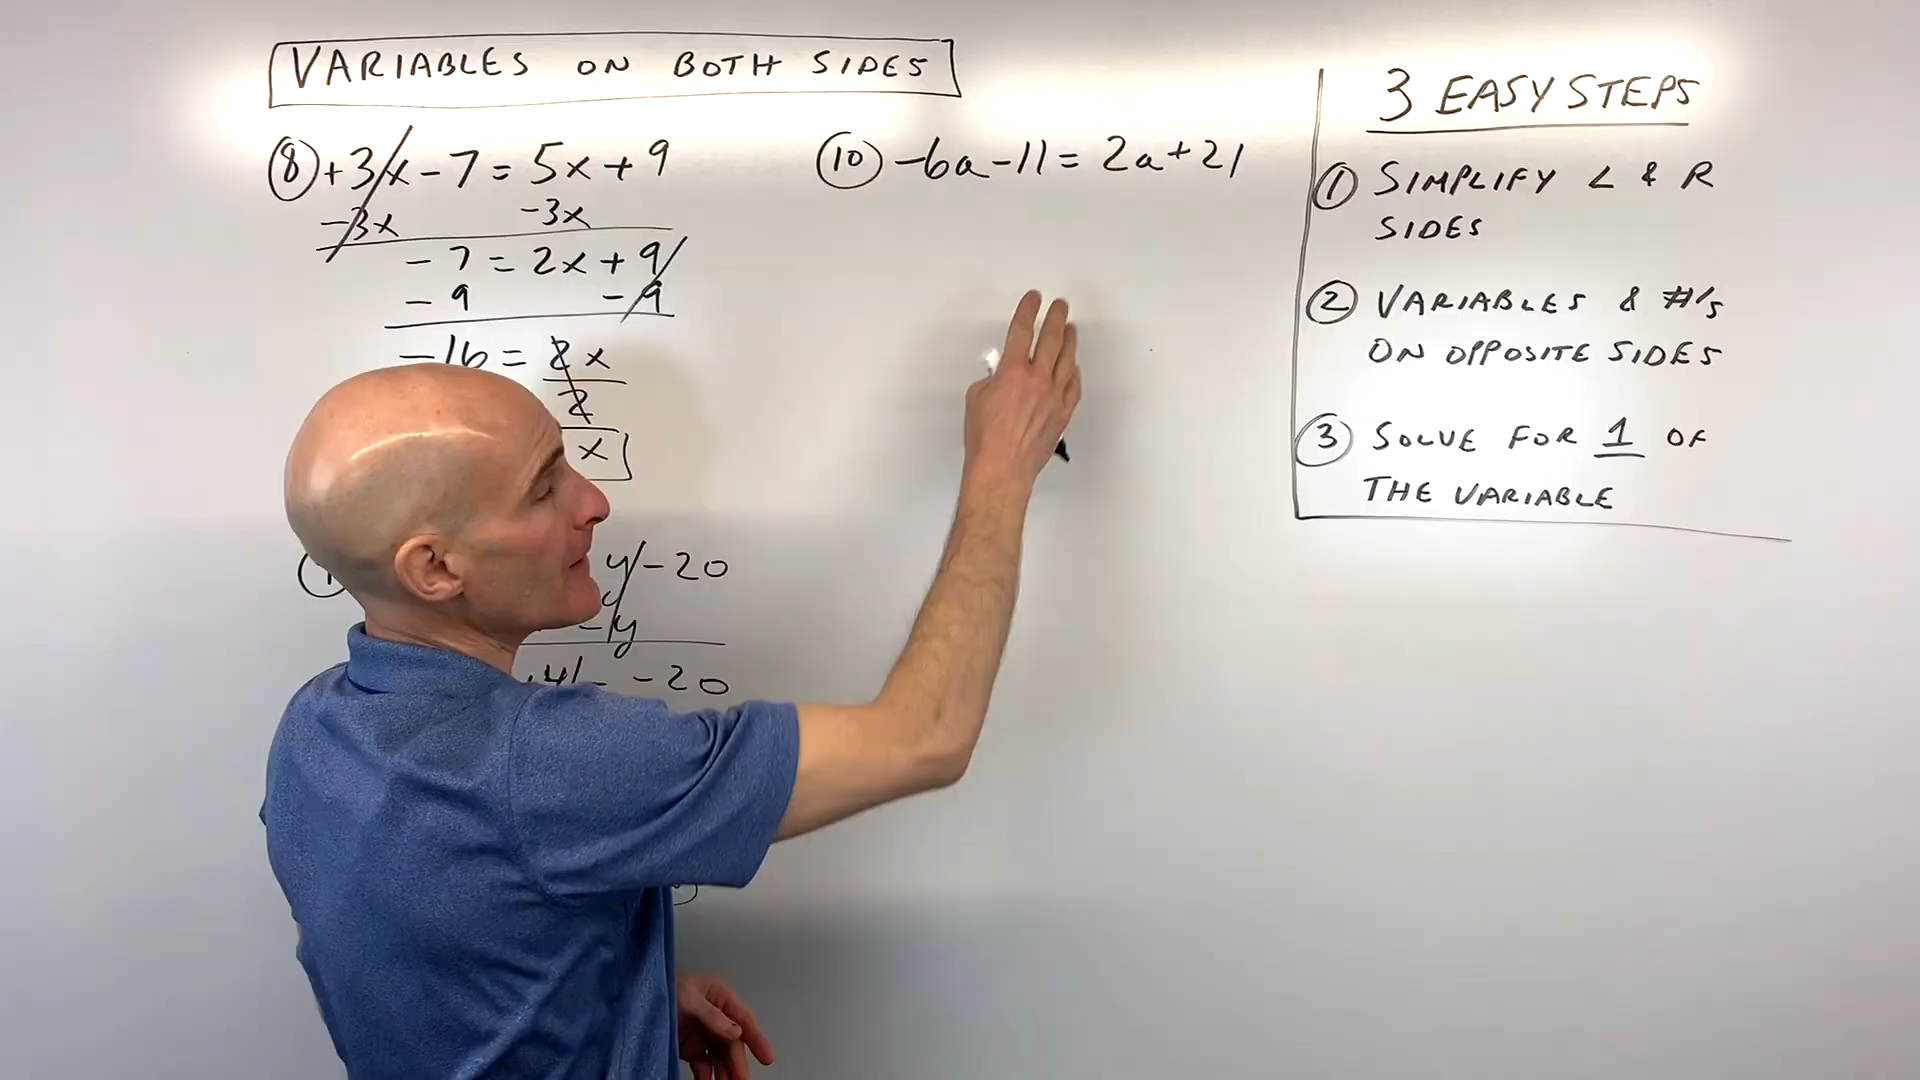 VARIABLES ON BOTH SIDES
⑧ +3x - 7 = 5x + 9
-3x -3x
- 7 = 2x + 9
- 9 - 9
-16 = 2x
2
x
y - 20
- y
- 20
⑩ -6a - 11 = 2a + 21
3 EASY STEPS
① SIMPLIFY L & R
SIDES
② VARIABLES & #'s
ON OPPOSITE SIDES
③ SOLVE FOR 1 OF
THE VARIABLE